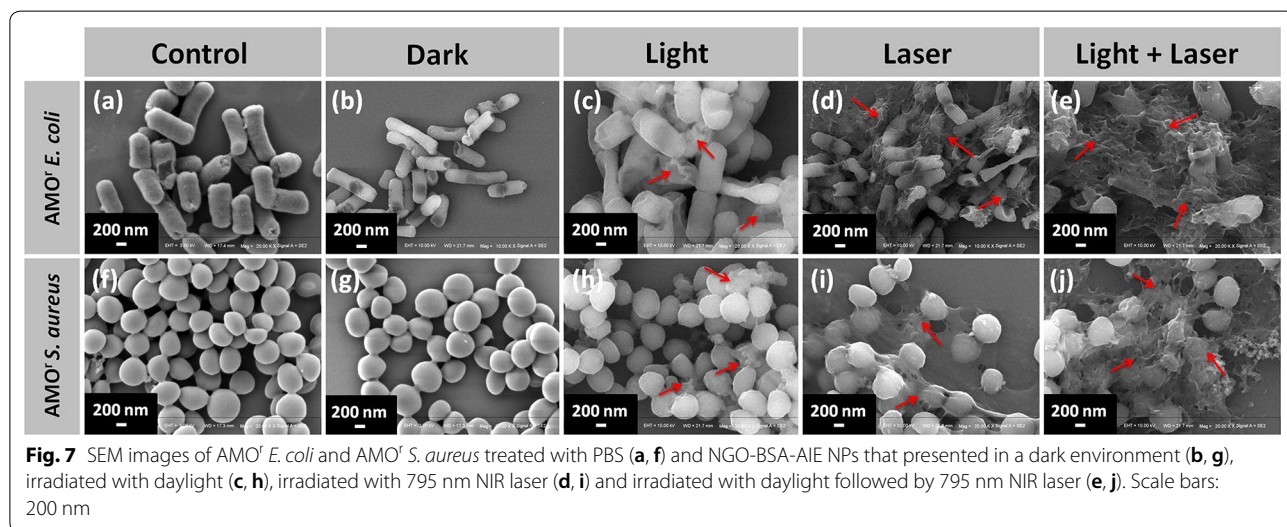 Control Dark Light Laser Light + Laser
AMOʳ E. coli
(a) (b) (c) (d) (e)
200 nm 200 nm 200 nm 200 nm 200 nm
AMOʳ S. aureus
(f) (g) (h) (i) (j)
200 nm 200 nm 200 nm 200 nm 200 nm
Fig. 7 SEM images of AMOʳ E. coli and AMOʳ S. aureus treated with PBS (a, f) and NGO-BSA-AIE NPs that presented in a dark environment (b, g),
irradiated with daylight (c, h), irradiated with 795 nm NIR laser (d, i) and irradiated with daylight followed by 795 nm NIR laser (e, j). Scale bars:
200 nm